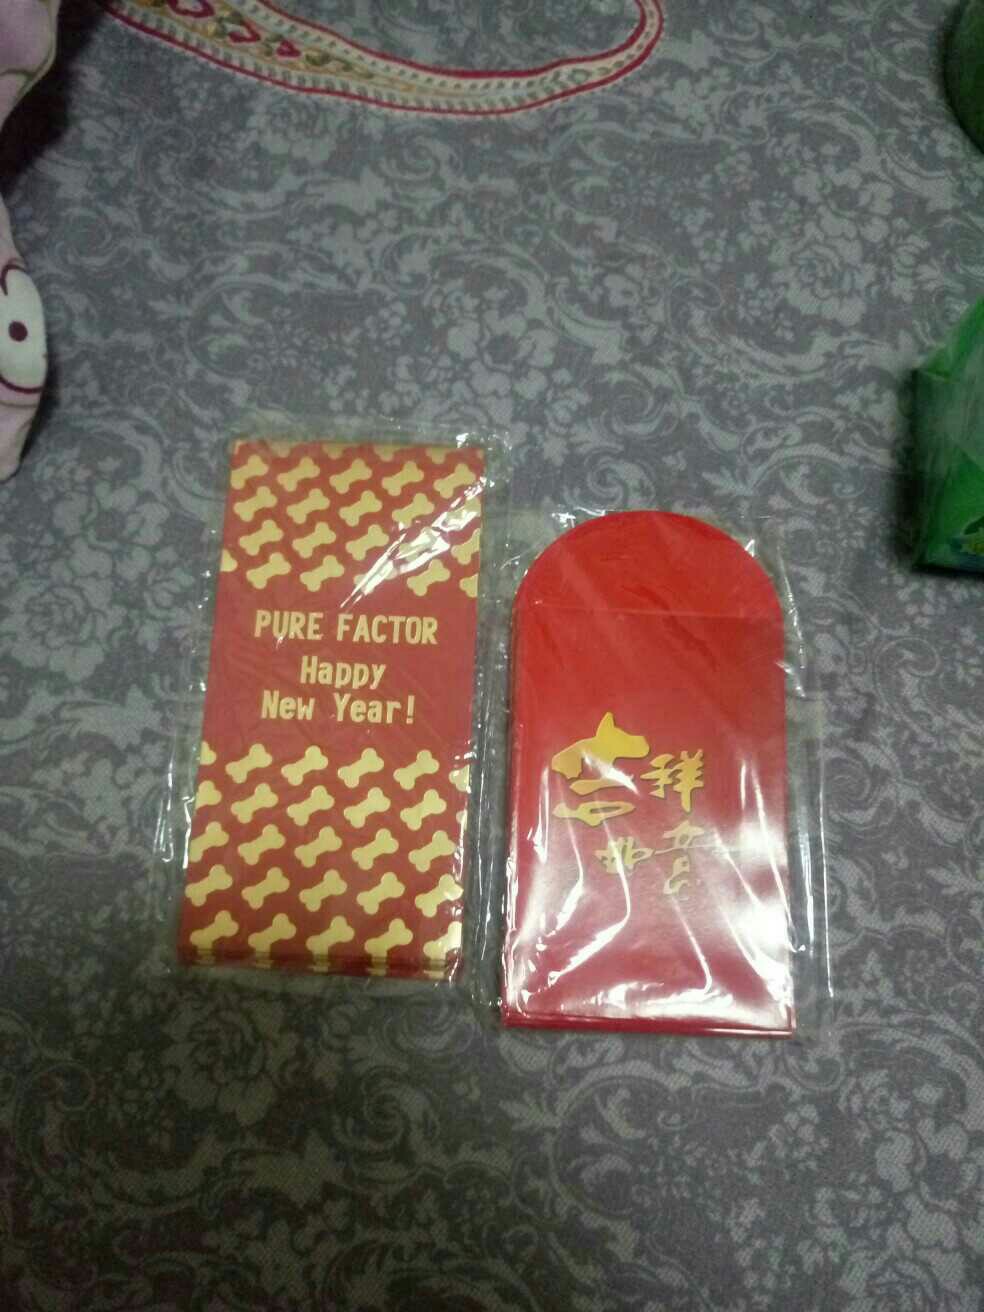 PURE FACTOR
Happy
New Year!
吉祥
如意